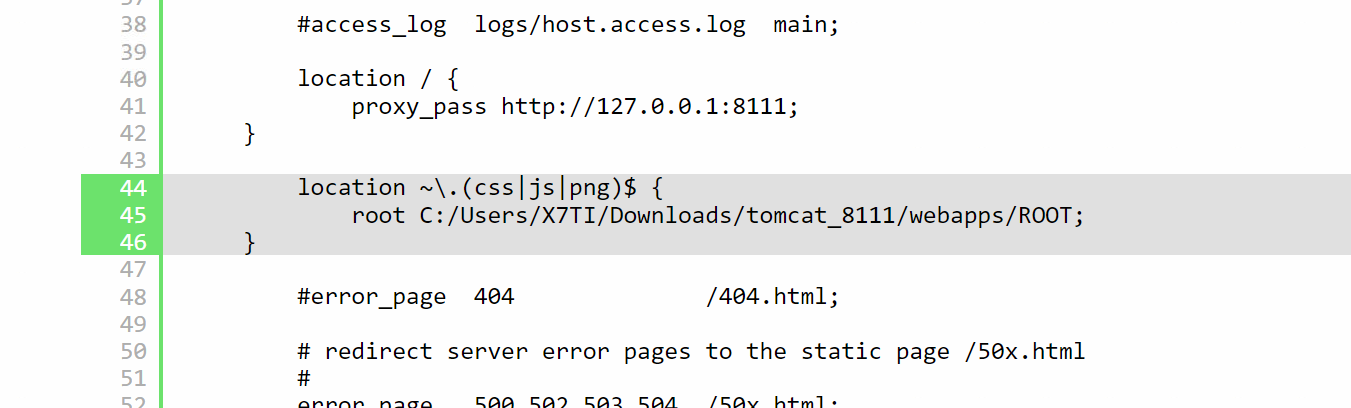 37
38 #access_log  logs/host.access.log  main;
39
40 location / {
41 proxy_pass http://127.0.0.1:8111;
42 }
43
44 location ~\.(css|js|png)$ {
45 root C:/Users/X7TI/Downloads/tomcat_8111/webapps/ROOT;
46 }
47
48 #error_page  404              /404.html;
49
50 # redirect server error pages to the static page /50x.html
51 #
52 error_page   500 502 503 504  /50x.html;